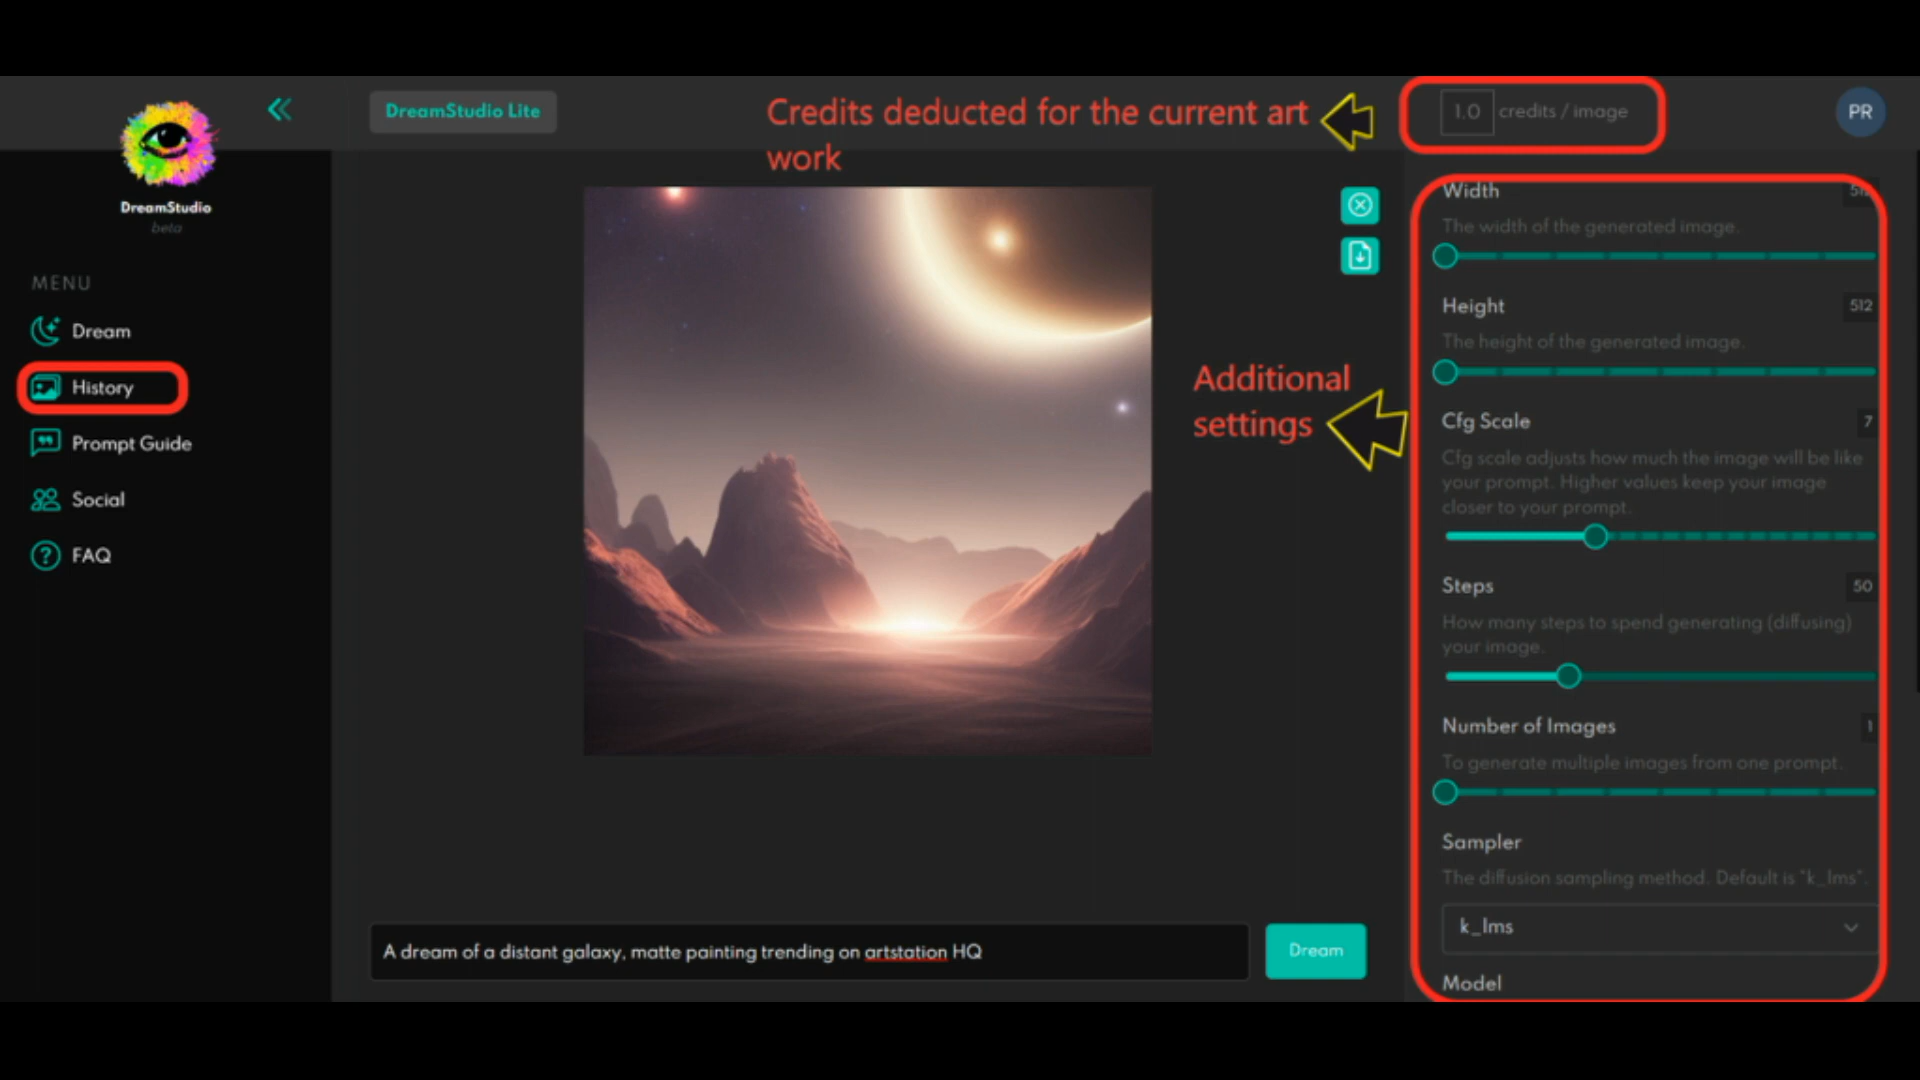 DreamStudio
beta
MENU
Dream
History
Prompt Guide
Social
FAQ
DreamStudio Lite
Credits deducted for the current art
work
1.0 credits / image
PR
Additional
settings
A dream of a distant galaxy, matte painting trending on artstation HQ
Dream
Width 512
The width of the generated image.
Height 512
The height of the generated image.
Cfg Scale 7
Cfg scale adjusts how much the image will be like
your prompt. Higher values keep your image
closer to your prompt.
Steps 50
How many steps to spend generating (diffusing)
your image.
Number of Images 1
To generate multiple images from one prompt.
Sampler
The diffusion sampling method. Default is "k_lms".
k_lms
Model